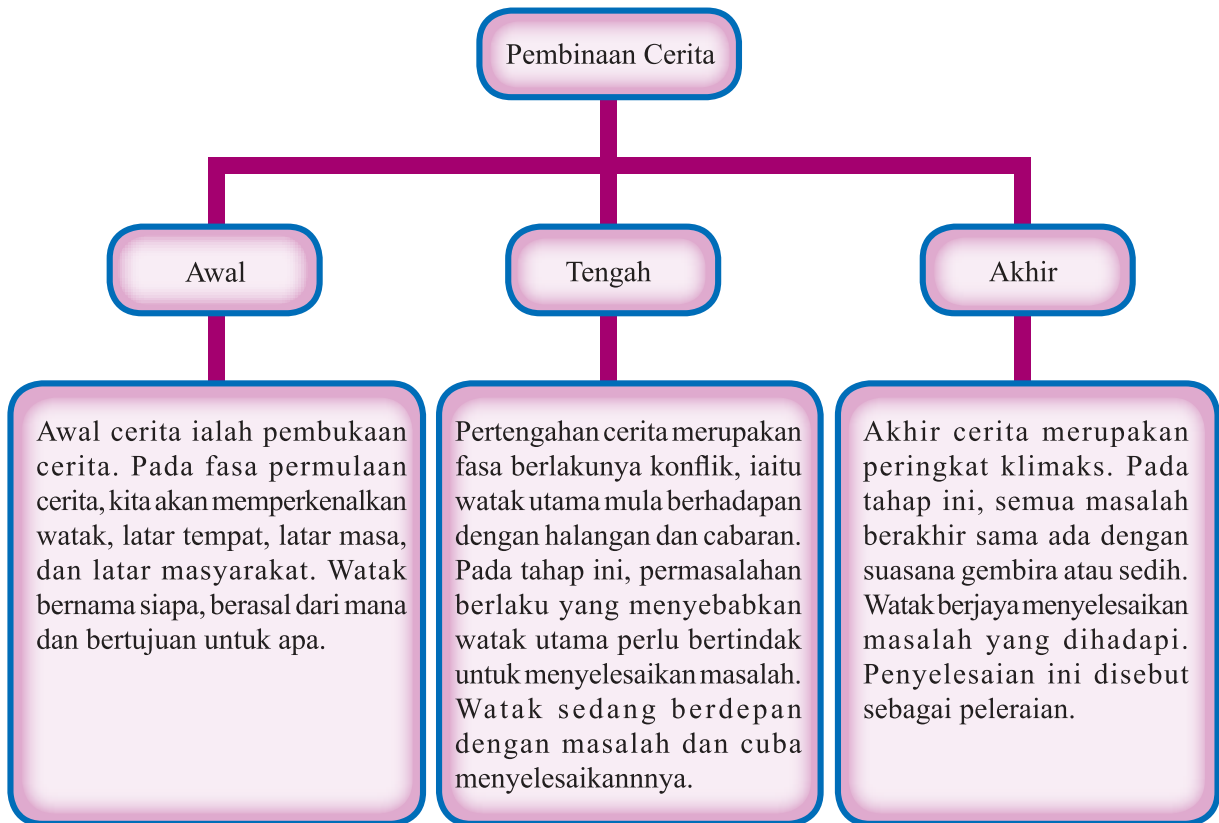 Pembinaan Cerita
Awal
Tengah
Akhir
Awal cerita ialah pembukaan
cerita. Pada fasa permulaan
cerita, kita akan memperkenalkan
watak, latar tempat, latar masa,
dan latar masyarakat. Watak
bernama siapa, berasal dari mana
dan bertujuan untuk apa.
Pertengahan cerita merupakan
fasa berlakunya konflik, iaitu
watak utama mula berhadapan
dengan halangan dan cabaran.
Pada tahap ini, permasalahan
berlaku yang menyebabkan
watak utama perlu bertindak
untuk menyelesaikan masalah.
Watak sedang berdepan
dengan masalah dan cuba
menyelesaikannnya.
Akhir cerita merupakan
peringkat klimaks. Pada
tahap ini, semua masalah
berakhir sama ada dengan
suasana gembira atau sedih.
Watak berjaya menyelesaikan
masalah yang dihadapi.
Penyelesaian ini disebut
sebagai peleraian.